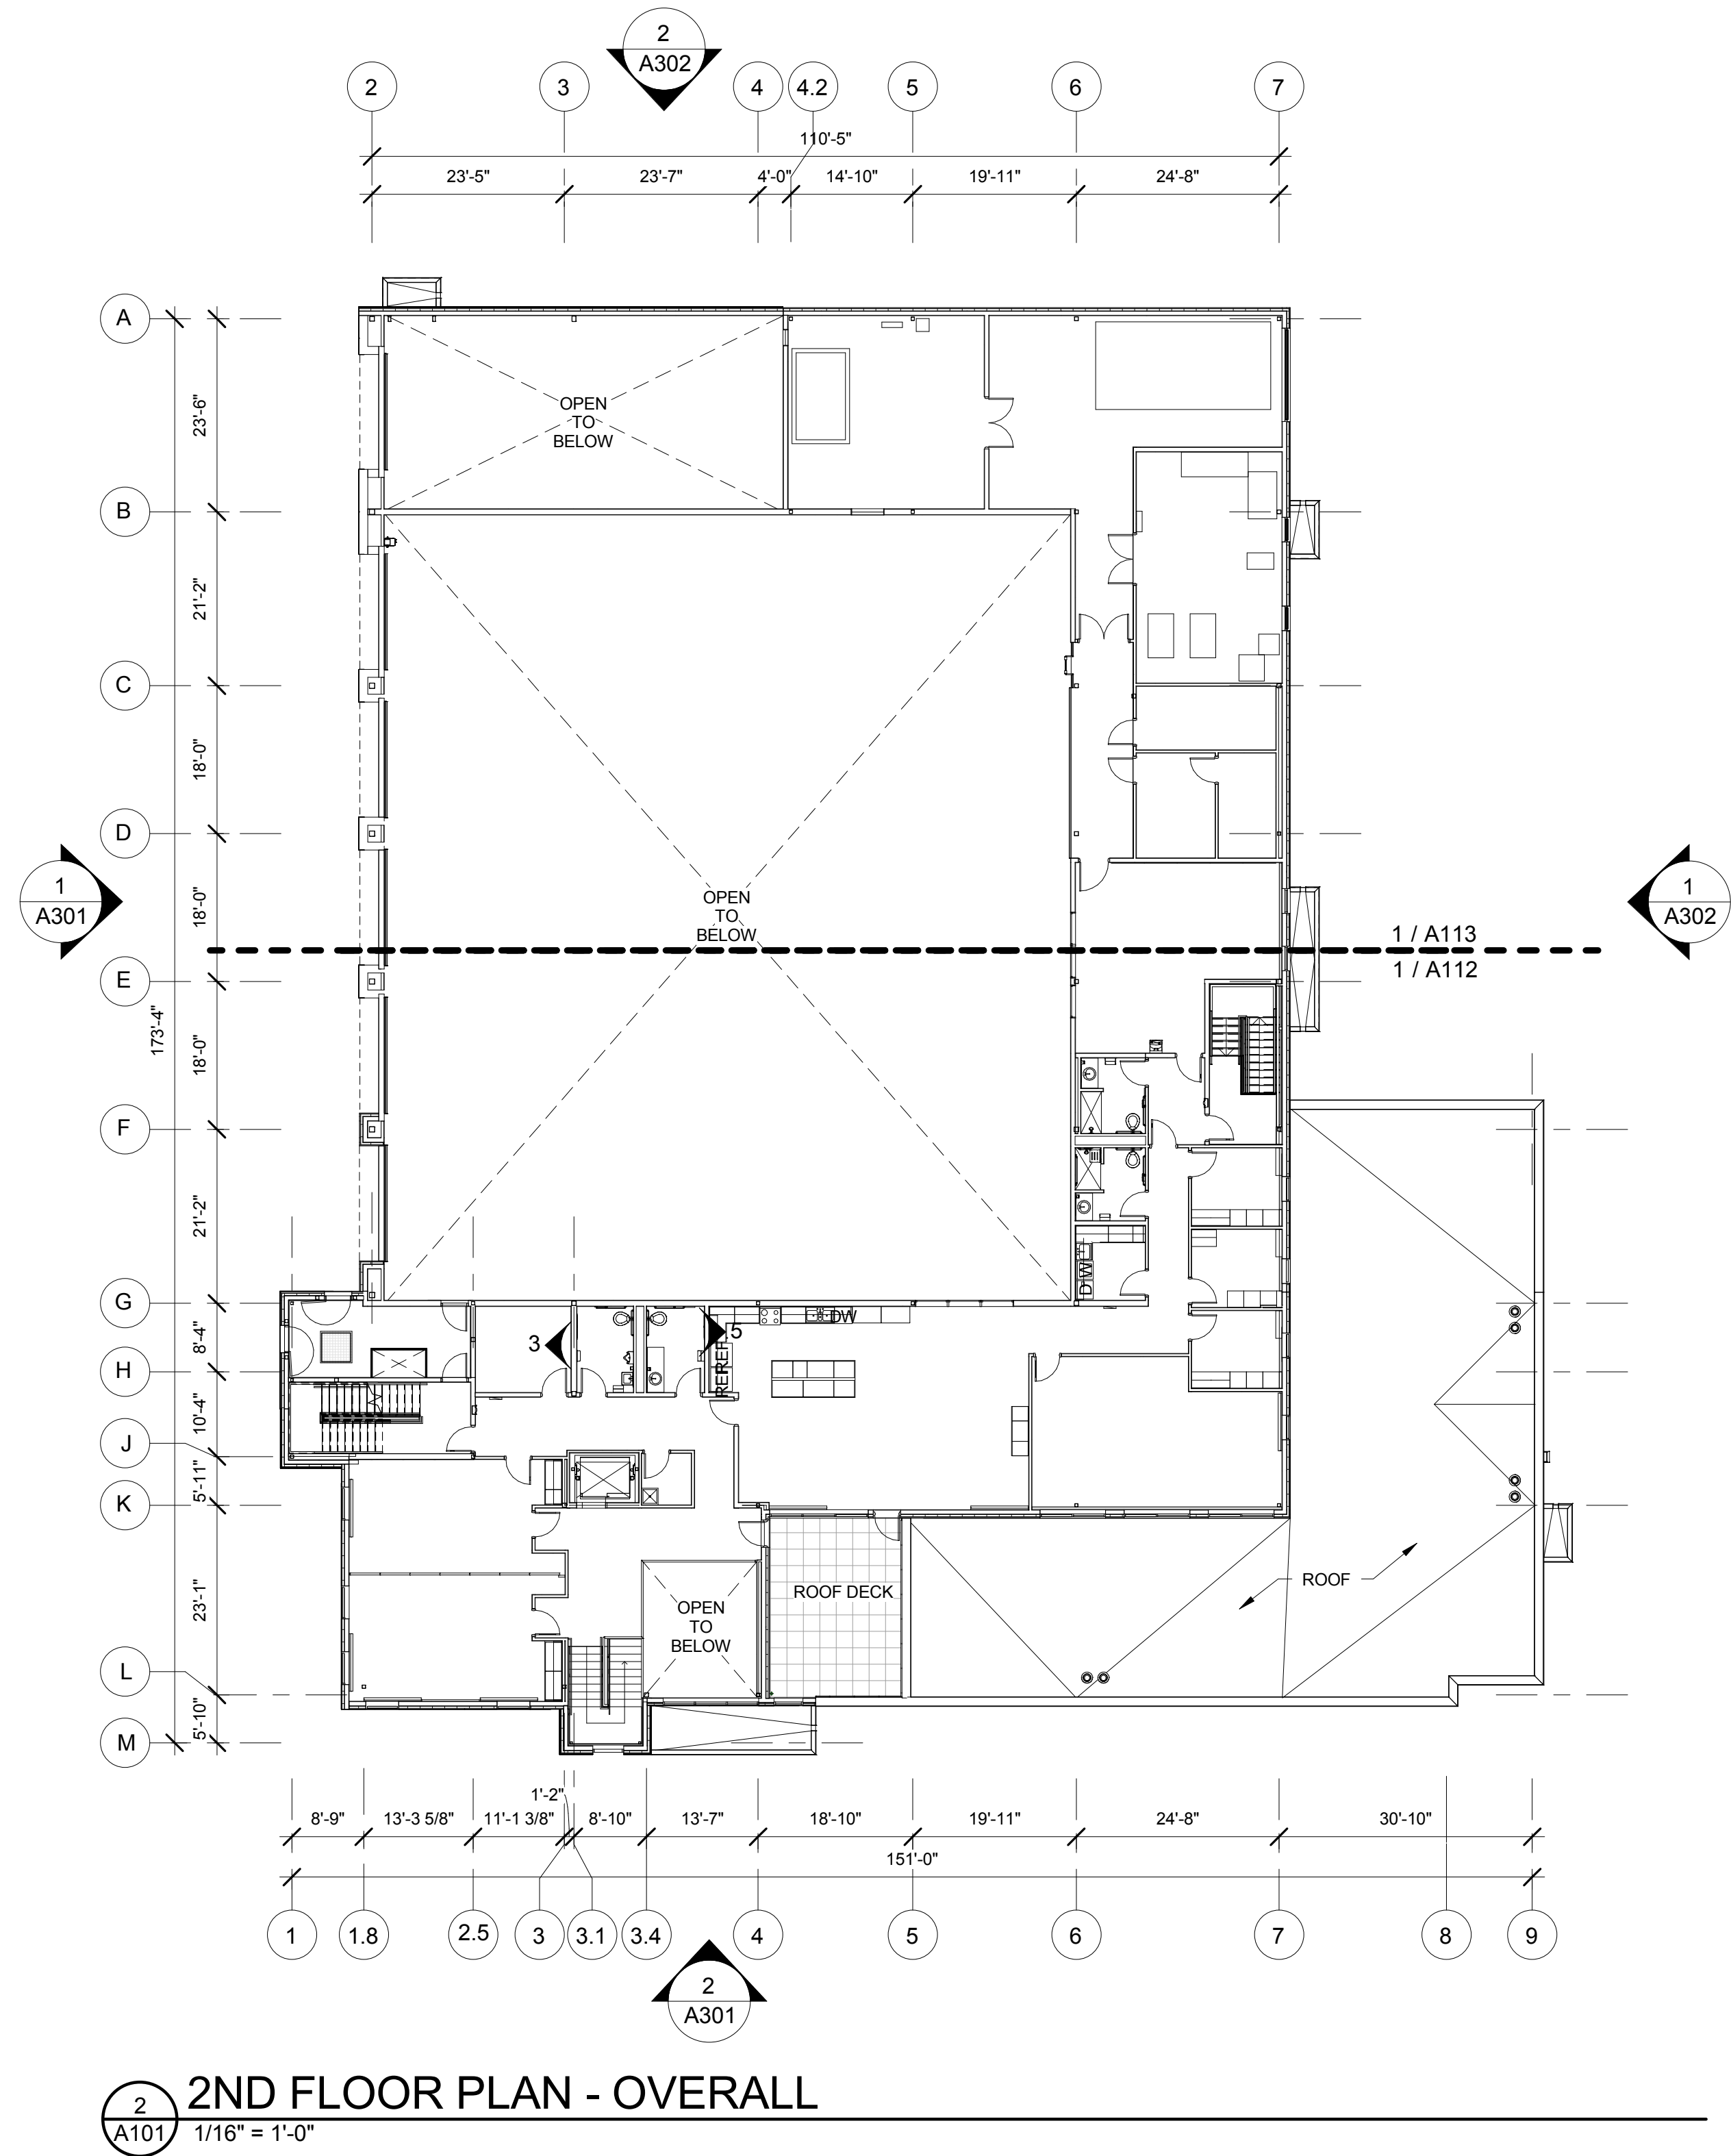 2
A302
2
3
4
4.2
5
6
7
110'-5"
23'-5"
23'-7"
4'-0"
14'-10"
19'-11"
24'-8"
A
B
C
D
E
F
G
H
J
K
L
M
23'-6"
21'-2"
18'-0"
18'-0"
18'-0"
21'-2"
8'-4"
10'-4"
5'-11"
23'-1"
5'-10"
173'-4"
OPEN
TO
BELOW
OPEN
TO
BELOW
1
A301
1
A302
1 / A113
1 / A112
D W
3
5
DW
REF
REF
ROOF DECK
ROOF
OPEN
TO
BELOW
1'-2"
8'-9"
13'-3 5/8"
11'-1 3/8"
8'-10"
13'-7"
18'-10"
19'-11"
24'-8"
30'-10"
151'-0"
1
1.8
2.5
3
3.1
3.4
4
5
6
7
8
9
2
A301
2
A101
2ND FLOOR PLAN - OVERALL
1/16" = 1'-0"